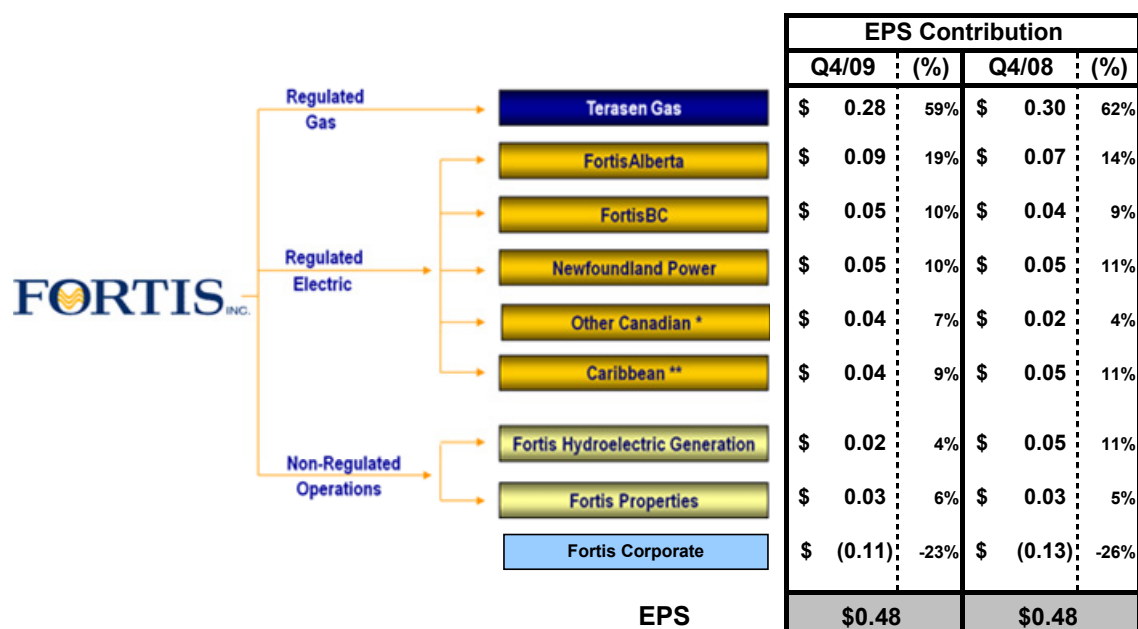 EPS Contribution
Q4/09 (%) Q4/08 (%)
Regulated
Gas
Terasen Gas $ 0.28 59% $ 0.30 62%
FortisAlberta $ 0.09 19% $ 0.07 14%
FortisBC $ 0.05 10% $ 0.04 9%
FORTIS INC.
Regulated
Electric
Newfoundland Power $ 0.05 10% $ 0.05 11%
Other Canadian * $ 0.04 7% $ 0.02 4%
Caribbean ** $ 0.04 9% $ 0.05 11%
Fortis Hydroelectric Generation $ 0.02 4% $ 0.05 11%
Non-Regulated
Operations
Fortis Properties $ 0.03 6% $ 0.03 5%
Fortis Corporate $ (0.11) -23% $ (0.13) -26%
EPS $0.48 $0.48